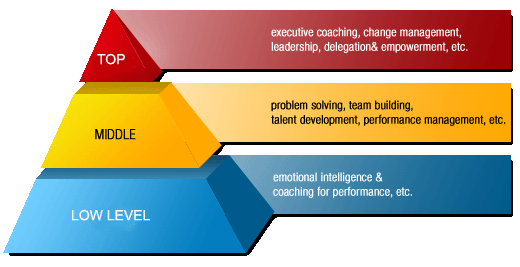 TOP
executive coaching, change management,
leadership, delegation& empowerment, etc.
MIDDLE
problem solving, team building,
talent development, performance management, etc.
LOW LEVEL
emotional intelligence &
coaching for performance, etc.